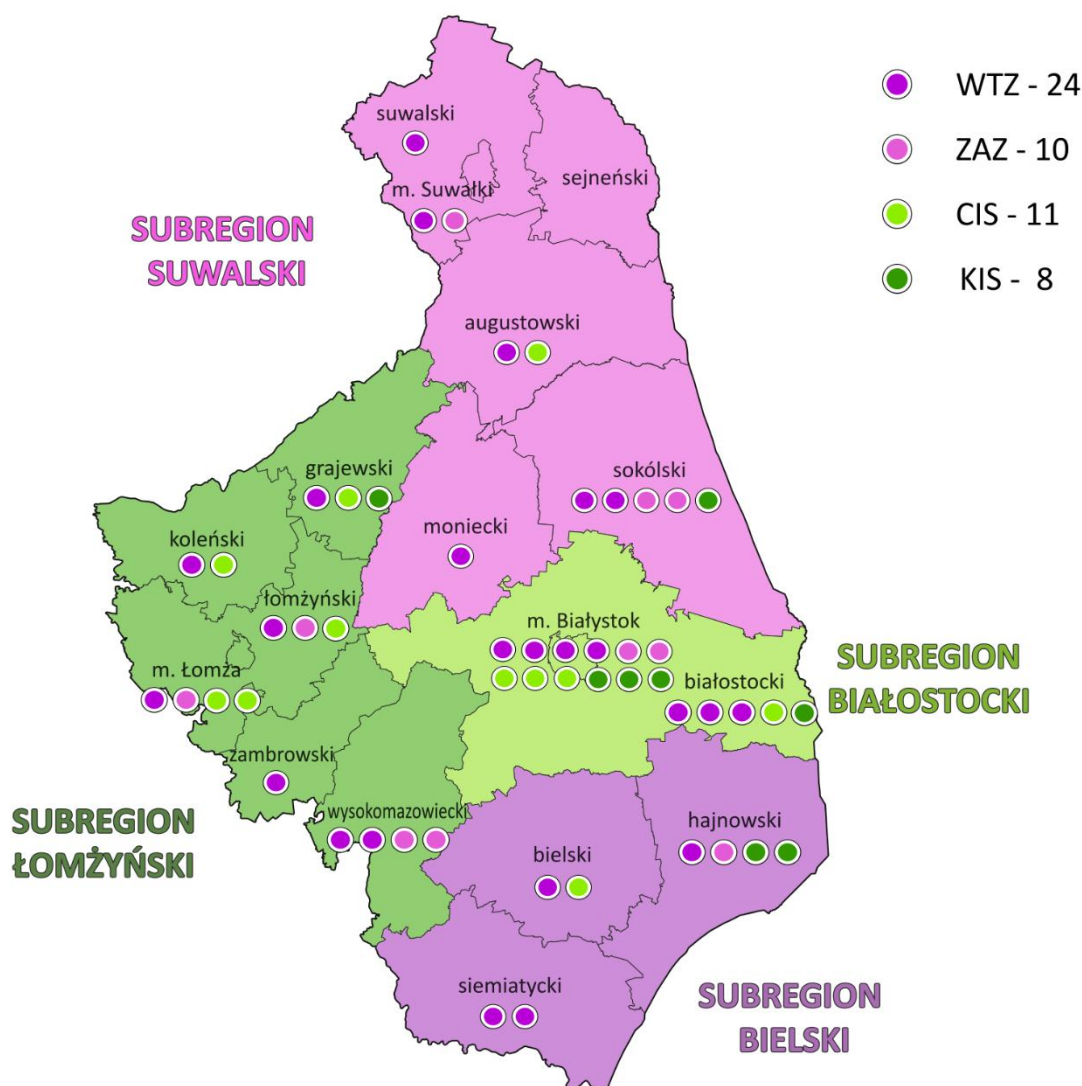 WTZ - 24
ZAZ - 10
CIS - 11
KIS - 8
suwalski
m. Suwałki
sejneński
SUBREGION
SUWALSKI
augustowski
grajewski
sokólski
moniecki
koleński
łomżyński
m. Białystok
m. Łomża
białostocki
SUBREGION
BIAŁOSTOCKI
zambrowski
wysokomazowiecki
SUBREGION
ŁOMŻYŃSKI
hajnowski
bielski
siemiatycki
SUBREGION
BIELSKI